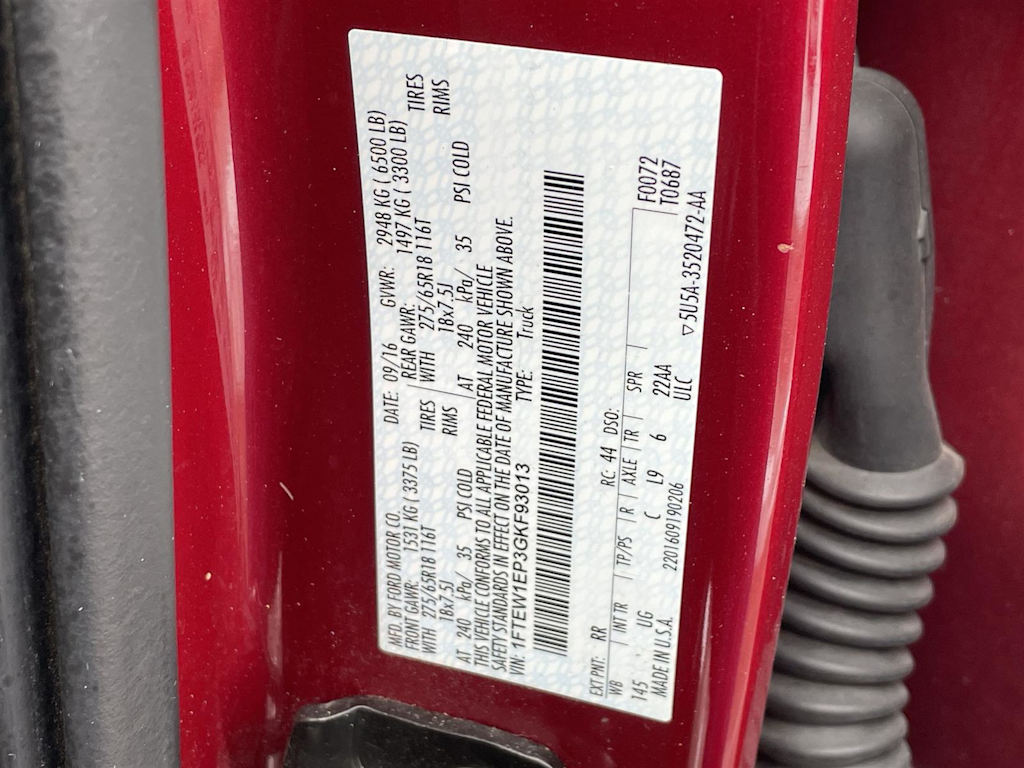 MFD. BY FORD MOTOR CO. DATE: 09/16 GVWR: 2948 KG ( 6500 LB)
FRONT GAWR: 1531 KG ( 3375 LB) REAR GAWR: 1497 KG ( 3300 LB)
WITH 275/65R18 116T TIRES WITH 275/65R18 116T TIRES
18x7.5J RIMS 18x7.5J RIMS
AT 240 kPa/ 35 PSI COLD AT 240 kPa/ 35 PSI COLD
THIS VEHICLE CONFORMS TO ALL APPLICABLE FEDERAL MOTOR VEHICLE
SAFETY STANDARDS IN EFFECT ON THE DATE OF MANUFACTURE SHOWN ABOVE.
VIN: 1FTEW1EP3GKF93013 TYPE: Truck
EXT PNT: RR RC: 44 DSO: F0072
WB INT TR TP/PS R AXLE TR SPR T0687
145 UG C L9 6 22AA
MADE IN U.S.A. 2201609190206 ULC ▽5U5A-3520472-AA